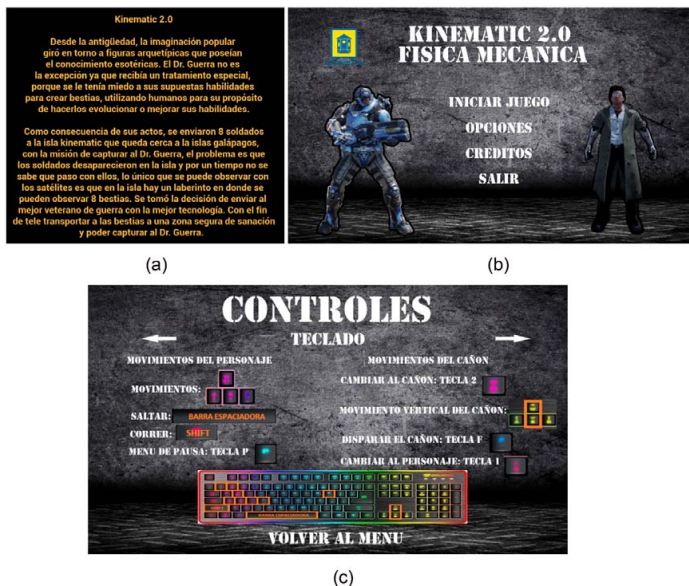 Kinematic 2.0
Desde la antigüedad, la imaginación popular
giró en torno a figuras arquetípicas que poseían
el conocimiento esotéricas. El Dr. Guerra no es
la excepción ya que recibía un tratamiento especial,
porque se le tenía miedo a sus supuestas habilidades
para crear bestias, utilizando humanos para su propósito
de hacerlos evolucionar o mejorar sus habilidades.
Como consecuencia de sus actos, se enviaron 8 soldados
a la isla kinematic que queda cerca a la islas galápagos,
con la misión de capturar al Dr. Guerra, el problema es que
los soldados desaparecieron en la isla y por un tiempo no se
sabe que paso con ellos, lo único que se puede observar con
los satélites es que en la isla hay un laberinto en donde se
pueden observar 8 bestias. Se tomó la decisión de enviar al
mejor veterano de guerra con la mejor tecnología. Con el fin
de tele transportar a las bestias a una zona segura de sanación
y poder capturar al Dr. Guerra.
(a)
KINEMATIC 2.0
FISICA MECANICA
INICIAR JUEGO
OPCIONES
CREDITOS
SALIR
(b)
CONTROLES
TECLADO
MOVIMIENTOS DEL PERSONAJE
MOVIMIENTOS:
SALTAR: BARRA ESPACIADORA
CORRER: SHIFT
MENU DE PAUSA: TECLA P
MOVIMIENTOS DEL CAÑON
CAMBIAR AL CAÑON: TECLA 2
MOVIMIENTO VERTICAL DEL CAÑON:
DISPARAR EL CAÑON: TECLA F
CAMBIAR AL PERSONAJE: TECLA 1
VOLVER AL MENU
(c)